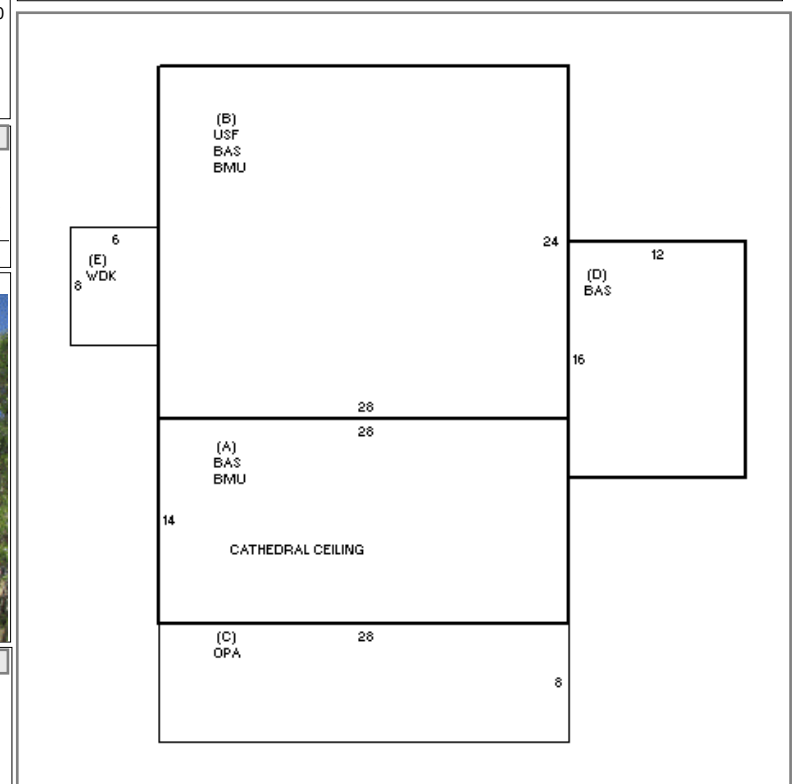 (B)
USF
BAS
BMU
24
6
(E)
WDK
8
12
(D)
BAS
16
28
28
(A)
BAS
BMU
14
CATHEDRAL CEILING
(C)
OPA
28
8